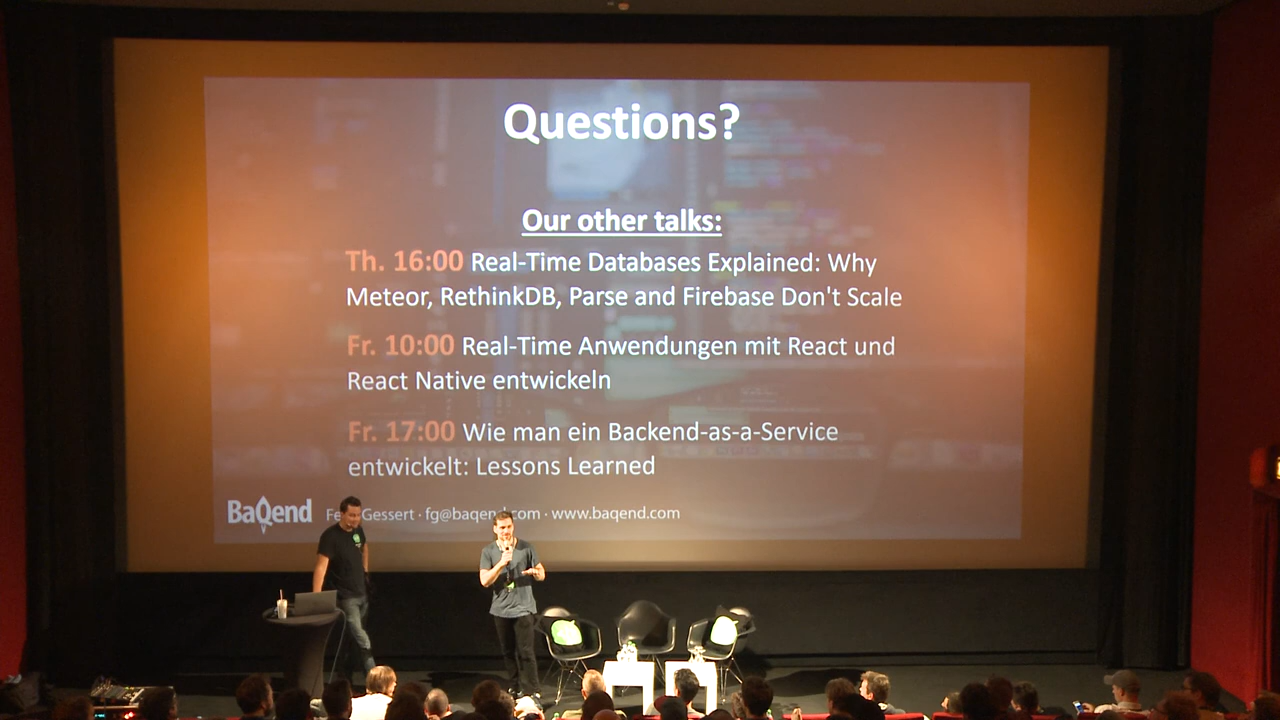 Questions?
Our other talks:
Th. 16:00 Real-Time Databases Explained: Why
Meteor, RethinkDB, Parse and Firebase Don't Scale
Fr. 10:00 Real-Time Anwendungen mit React und
React Native entwickeln
Fr. 17:00 Wie man ein Backend-as-a-Service
entwickelt: Lessons Learned
BaQend
Gessert · · www.baqend.com